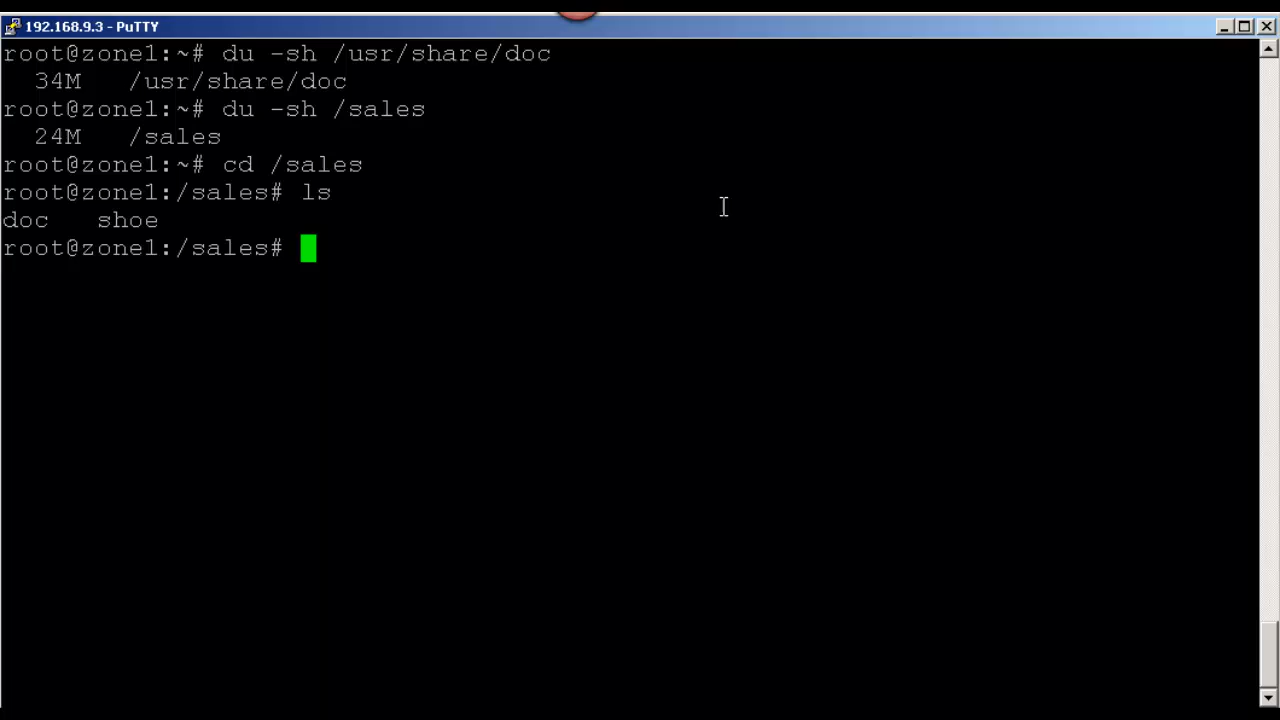 192.168.9.3 - PuTTY
root@zone1:~# du -sh /usr/share/doc
  34M   /usr/share/doc
root@zone1:~# du -sh /sales
  24M   /sales
root@zone1:~# cd /sales
root@zone1:/sales# ls
doc   shoe
root@zone1:/sales#